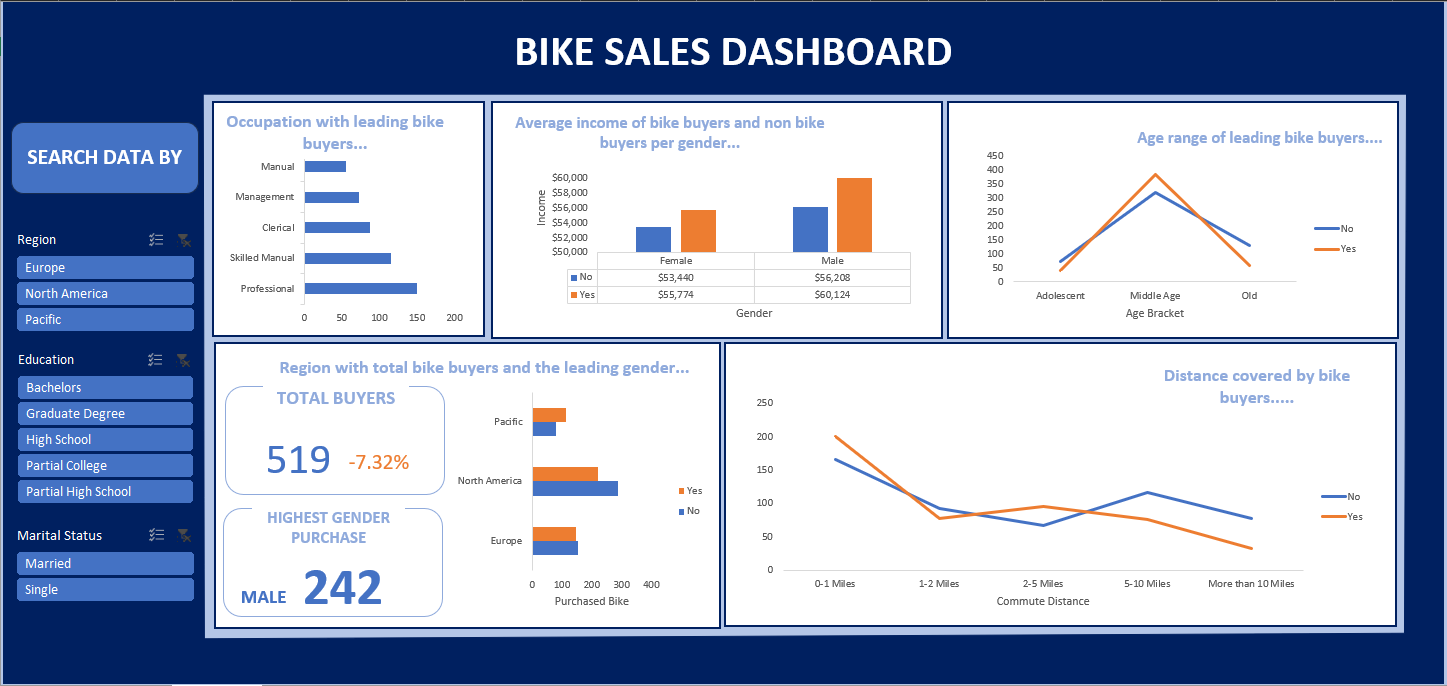 BIKE SALES DASHBOARD
SEARCH DATA BY
Region
Europe
North America
Pacific
Education
Bachelors
Graduate Degree
High School
Partial College
Partial High School
Marital Status
Married
Single
Occupation with leading bike
buyers...
Manual
Management
Clerical
Skilled Manual
Professional
0 50 100 150 200
Average income of bike buyers and non bike
buyers per gender...
Income
$60,000
$58,000
$56,000
$54,000
$52,000
$50,000
Female Male
No $53,440 $56,208
Yes $55,774 $60,124
Gender
Age range of leading bike buyers....
450
400
350
300
250
200
150
100
50
0
Adolescent Middle Age Old
Age Bracket
No
Yes
Region with total bike buyers and the leading gender...
TOTAL BUYERS
519 -7.32%
HIGHEST GENDER
PURCHASE
MALE 242
Pacific
North America
Europe
0 100 200 300 400
Purchased Bike
Yes
No
Distance covered by bike
buyers.....
250
200
150
100
50
0
0-1 Miles 1-2 Miles 2-5 Miles 5-10 Miles More than 10 Miles
Commute Distance
No
Yes